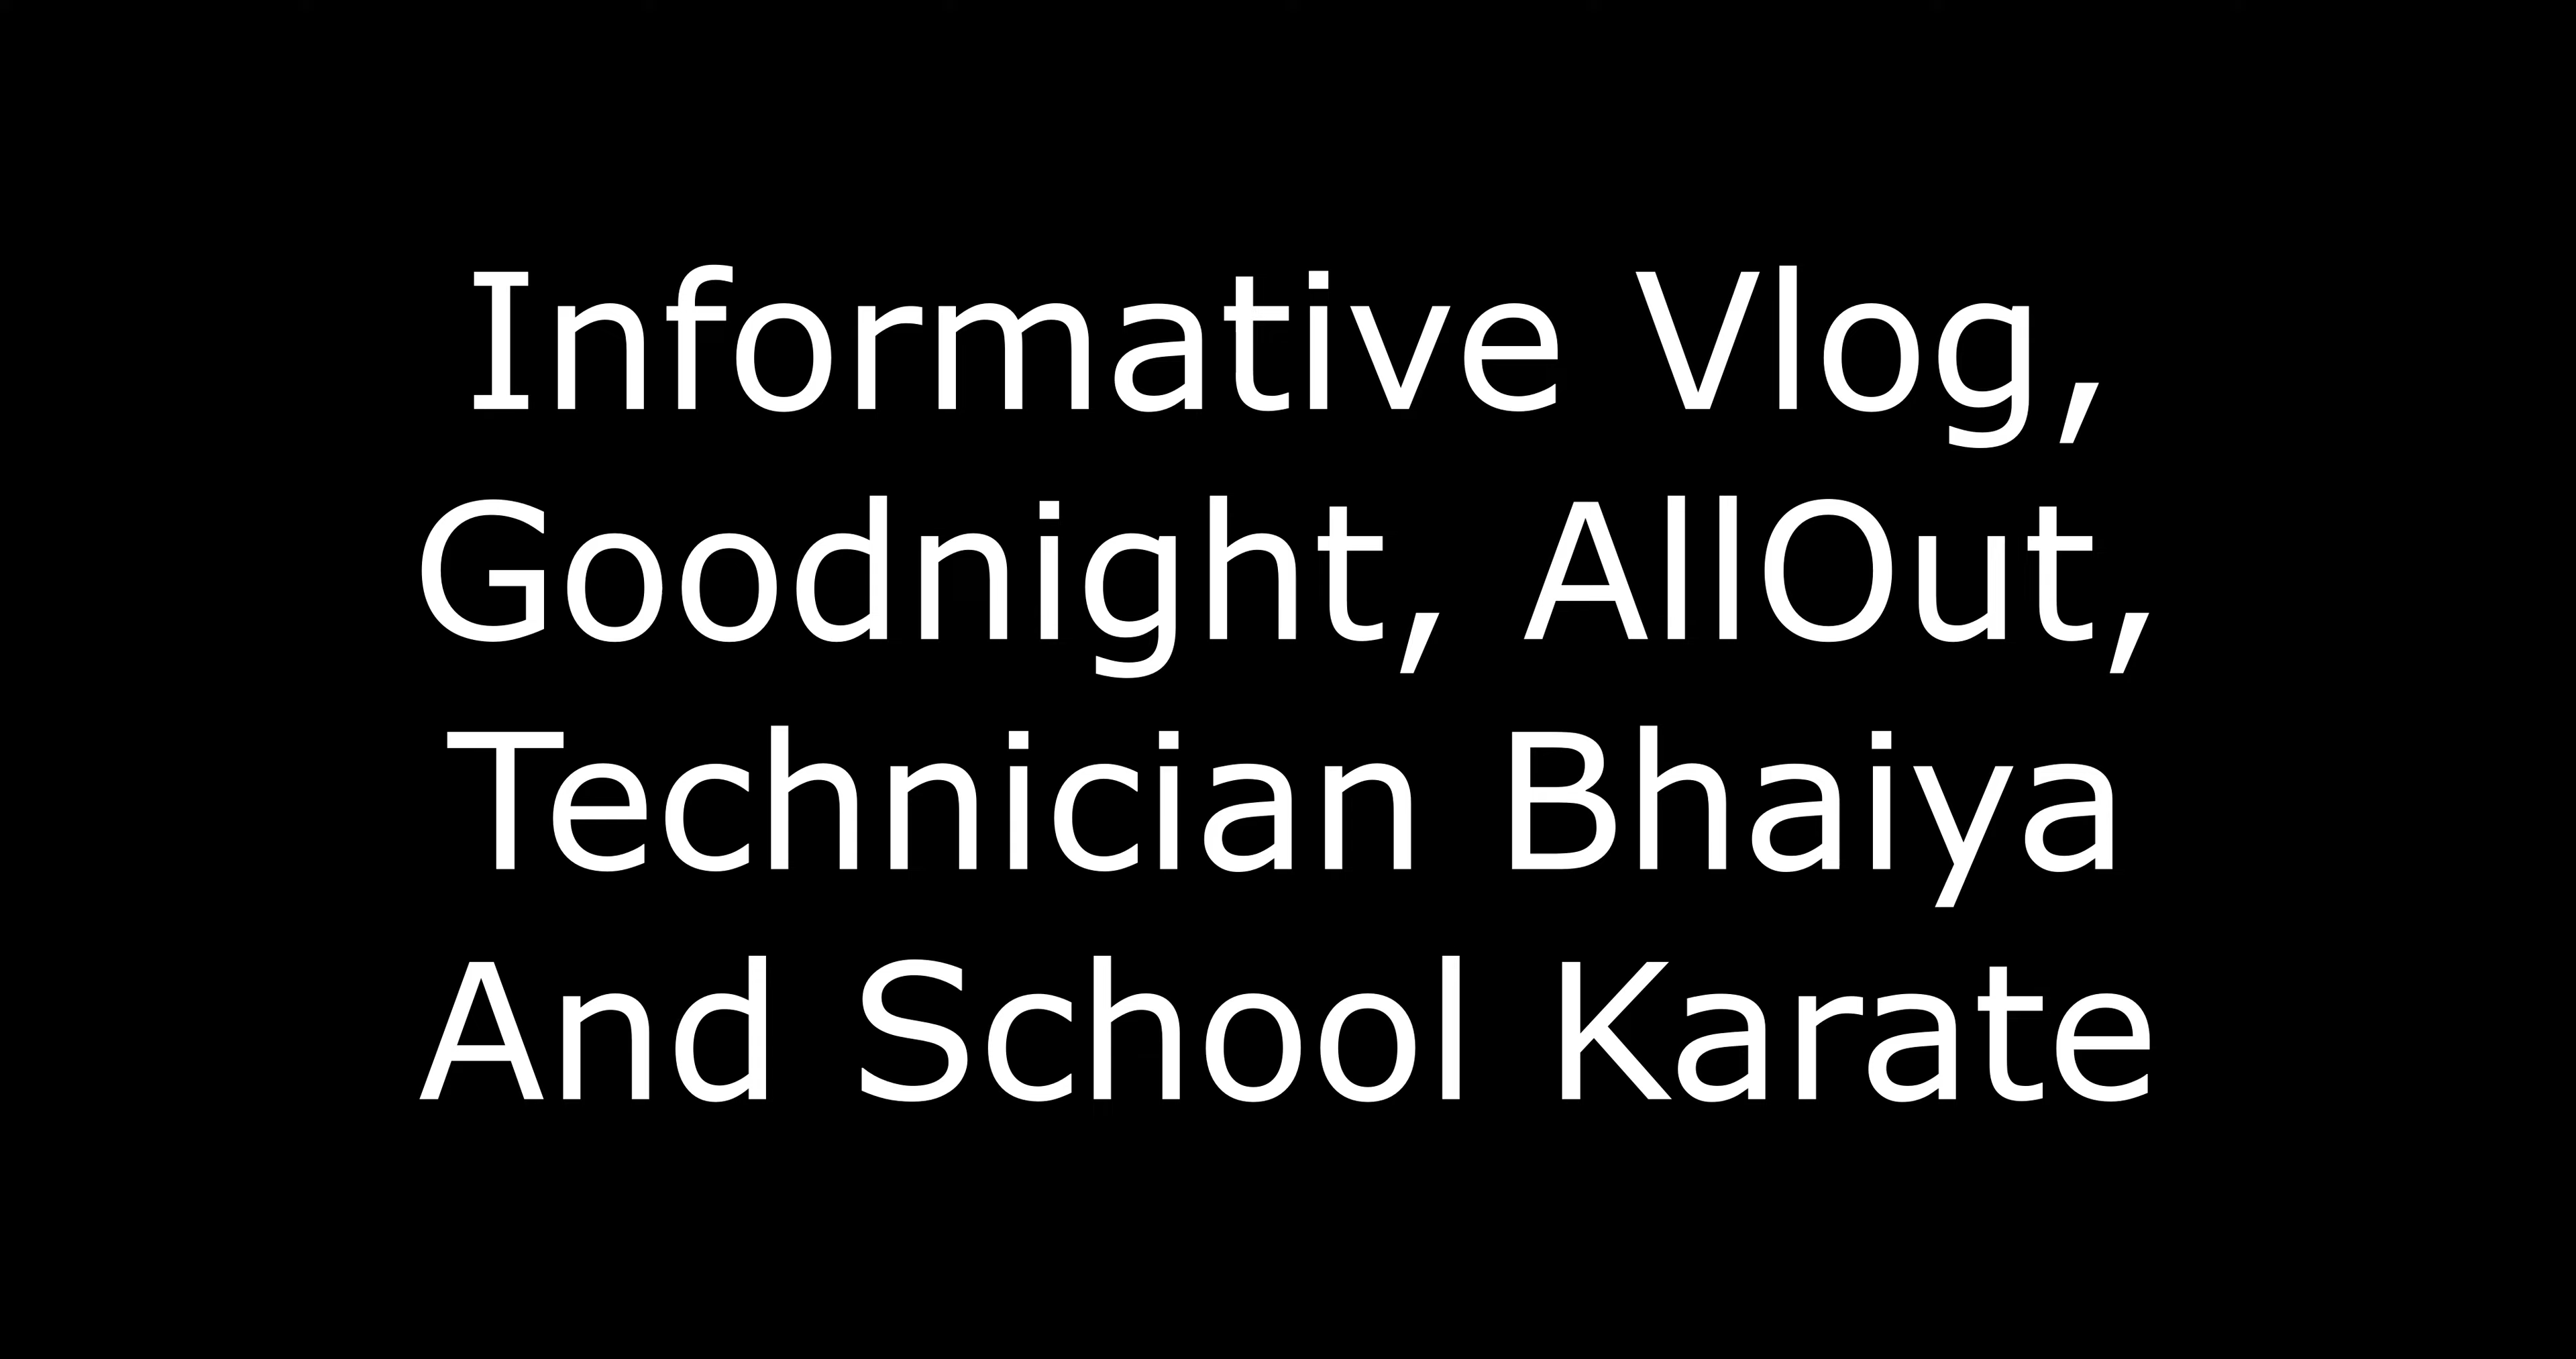 Informative Vlog,
Goodnight, AllOut,
Technician Bhaiya
And School Karate